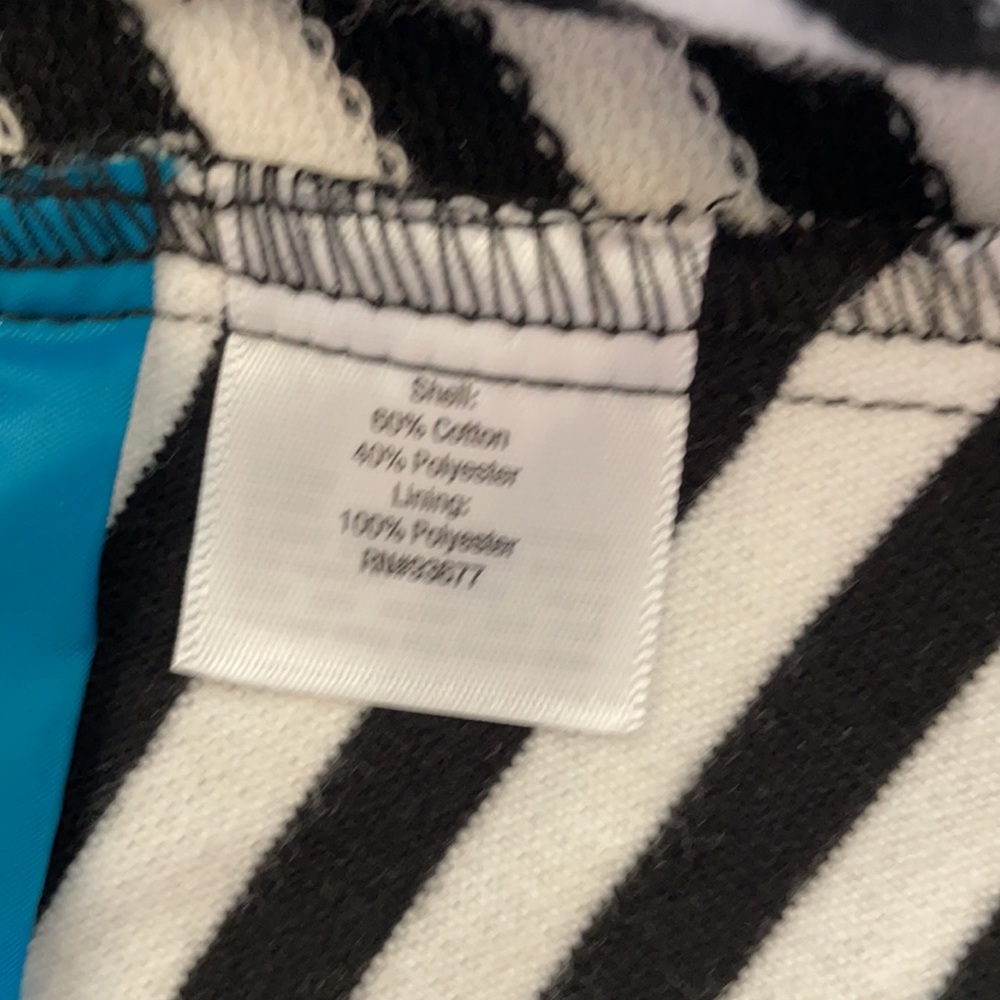 Shell:
60% Cotton
40% Polyester
Lining:
100% Polyester